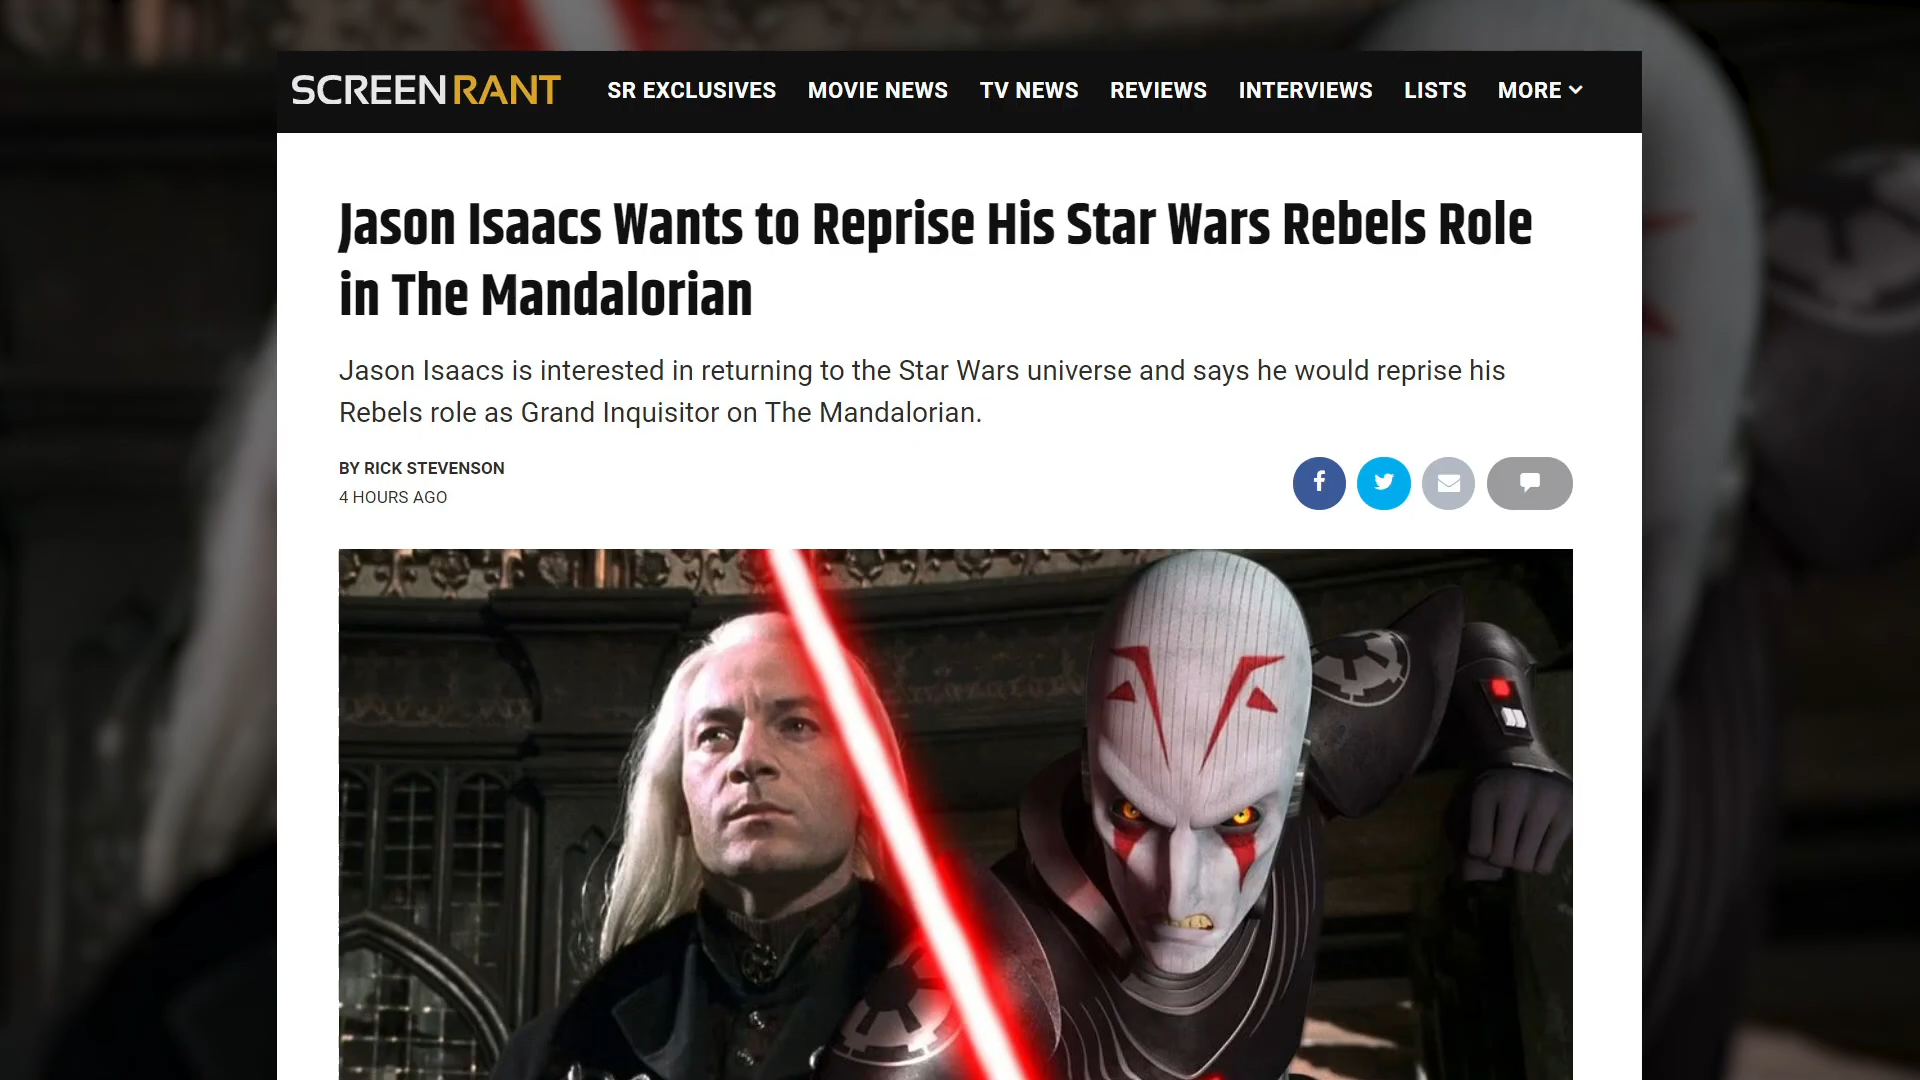 SCREENRANT SR EXCLUSIVES MOVIE NEWS TV NEWS REVIEWS INTERVIEWS LISTS MORE
Jason Isaacs Wants to Reprise His Star Wars Rebels Role
in The Mandalorian
Jason Isaacs is interested in returning to the Star Wars universe and says he would reprise his
Rebels role as Grand Inquisitor on The Mandalorian.
BY RICK STEVENSON
4 HOURS AGO